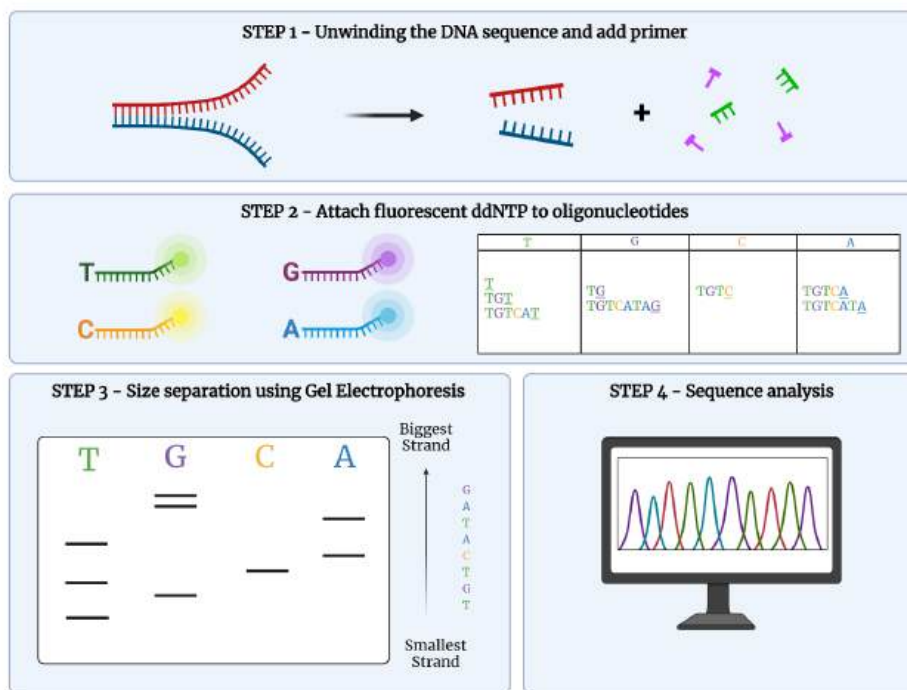 STEP 1 - Unwinding the DNA sequence and add primer
STEP 2 - Attach fluorescent ddNTP to oligonucleotides
T
G
C
A
T G C A
T
TGT
TGTCAT
TG
TGTCATAG
TGTC
TGTCA
TGTCATA
STEP 3 - Size separation using Gel Electrophoresis
T G C A
Biggest
Strand
G
A
T
A
C
T
G
T
Smallest
Strand
STEP 4 - Sequence analysis